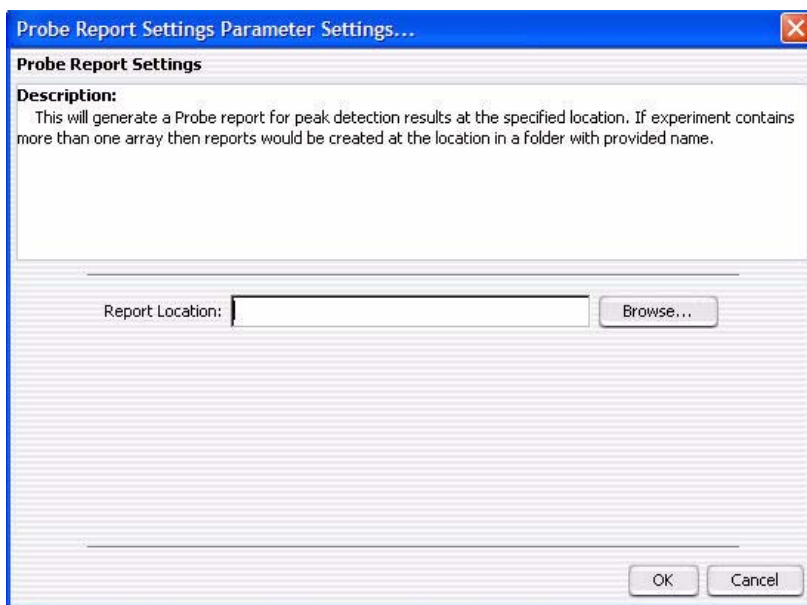 Probe Report Settings Parameter Settings...
Probe Report Settings
Description:
This will generate a Probe report for peak detection results at the specified location. If experiment contains
more than one array then reports would be created at the location in a folder with provided name.
Report Location:
Browse...
OK
Cancel